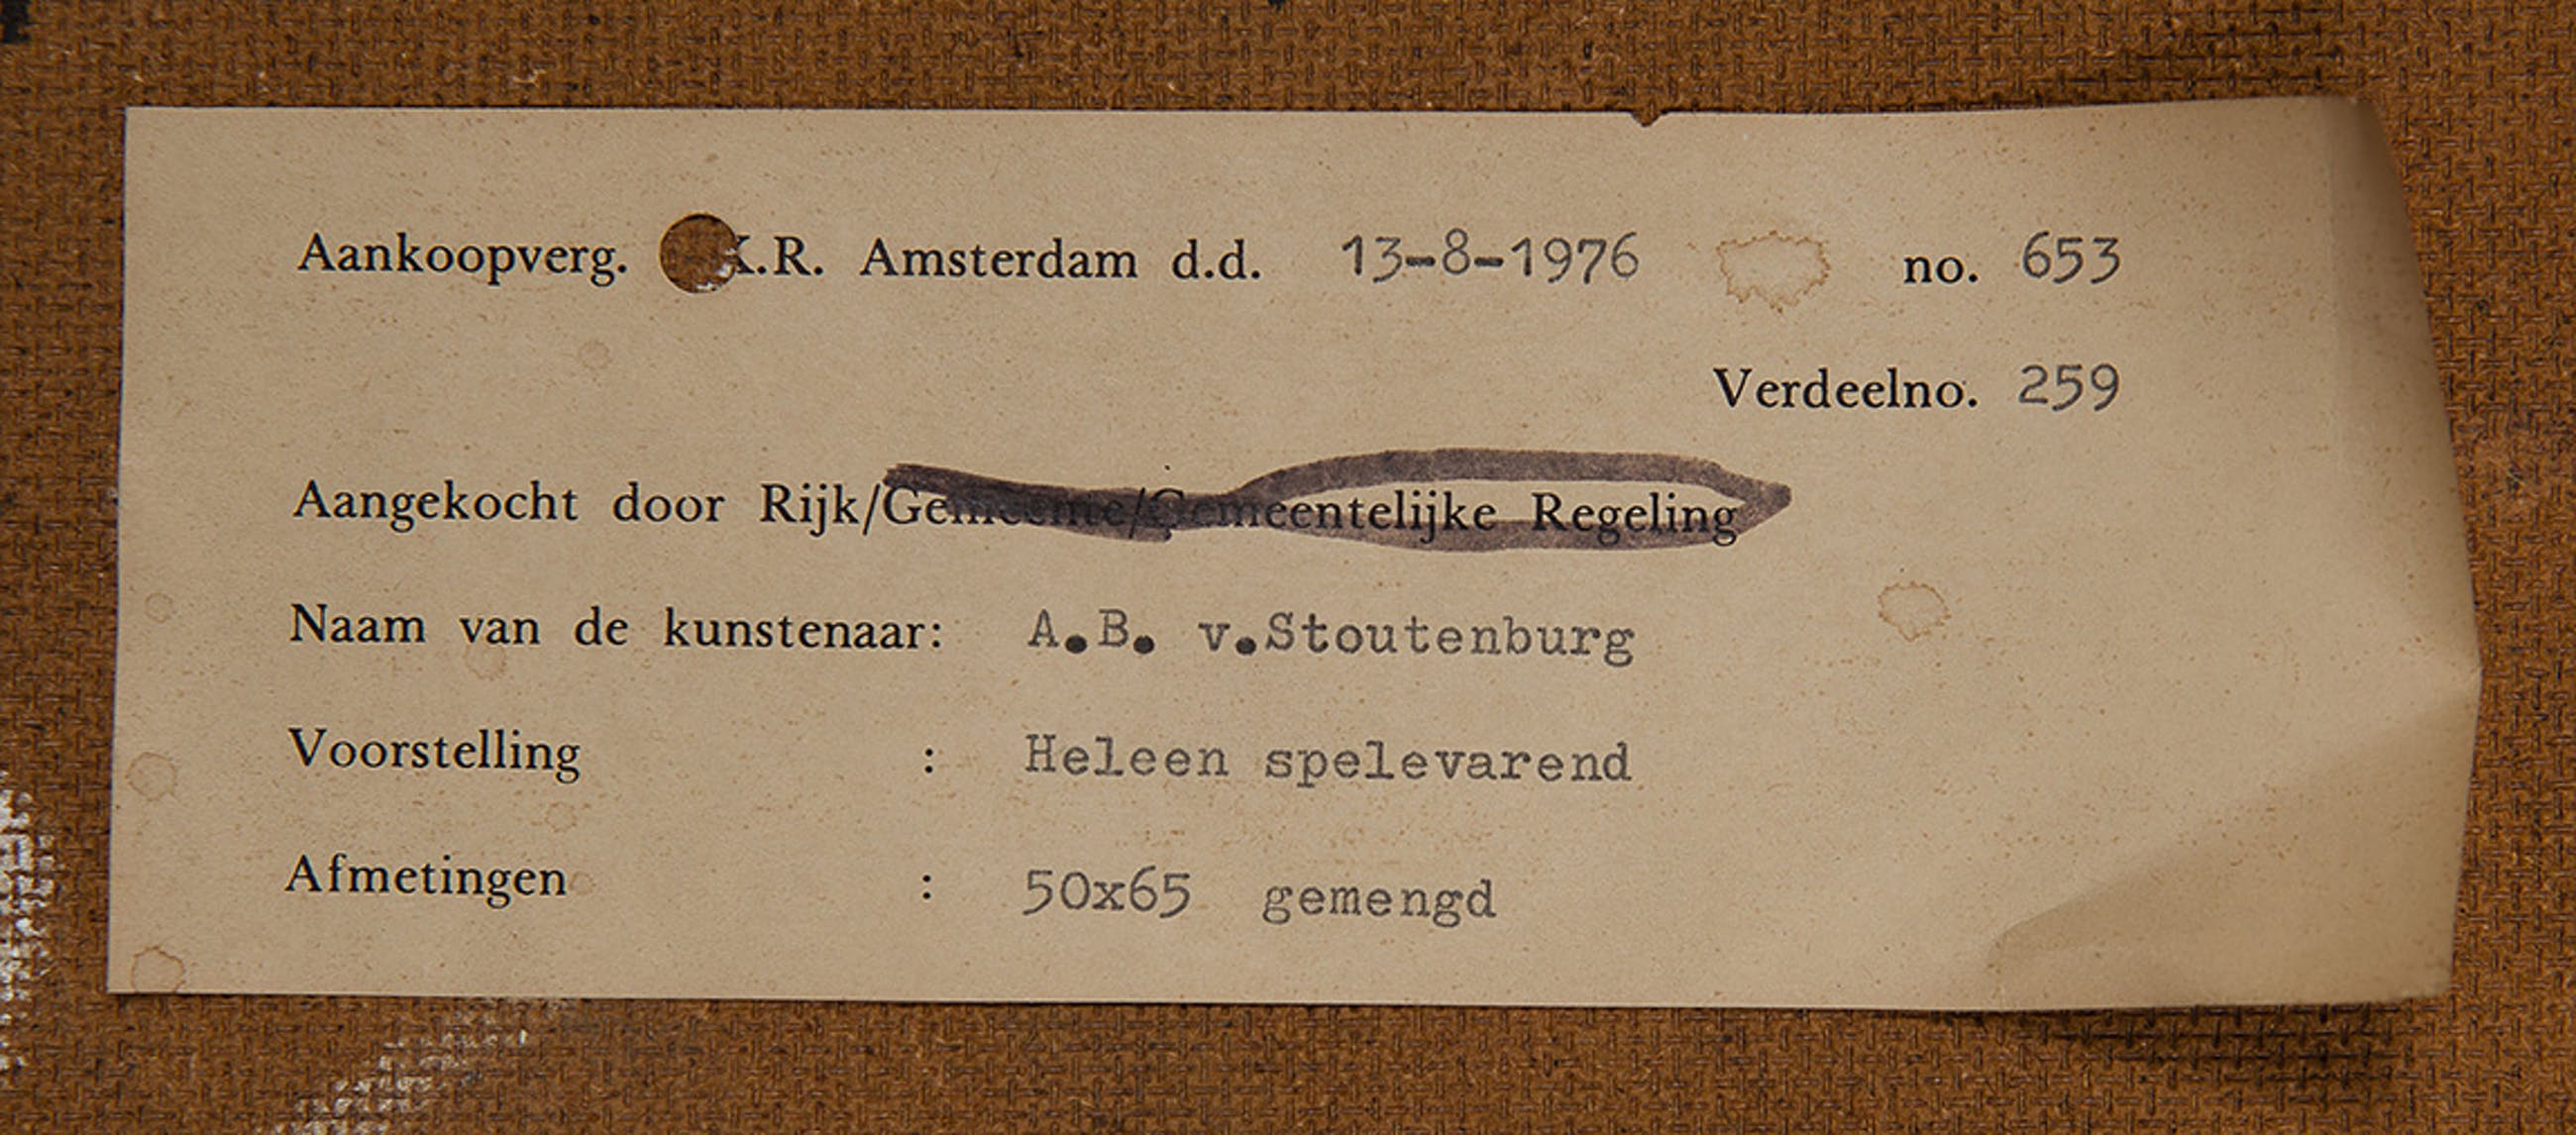 Aankoopverg. K.R. Amsterdam d.d. 13-8-1976 no. 653
Verdeelno. 259
Aangekocht door Rijk/Gemeente/Gemeentelijke Regeling
Naam van de kunstenaar: A.B. v.Stoutenburg
Voorstelling : Heleen spelevarend
Afmetingen : 50x65 gemengd